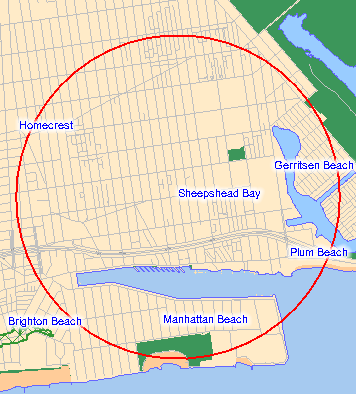 Homecrest
Gerritsen Beach
Sheepshead Bay
Plum Beach
Brighton Beach
Manhattan Beach